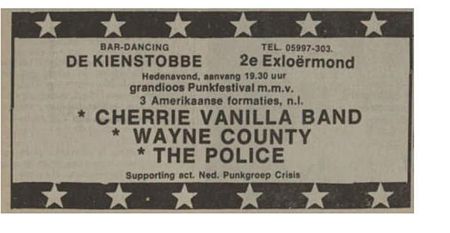 BAR-DANCING TEL. 05997-303.
DE KIENSTOBBE 2e Exloërmond
Hedenavond, aanvang 19.30 uur
grandioos Punkfestival m.m.v.
3 Amerikaanse formaties, n.l.
* CHERRIE VANILLA BAND
* WAYNE COUNTY
* THE POLICE
Supporting act. Ned. Punkgroep Crisis